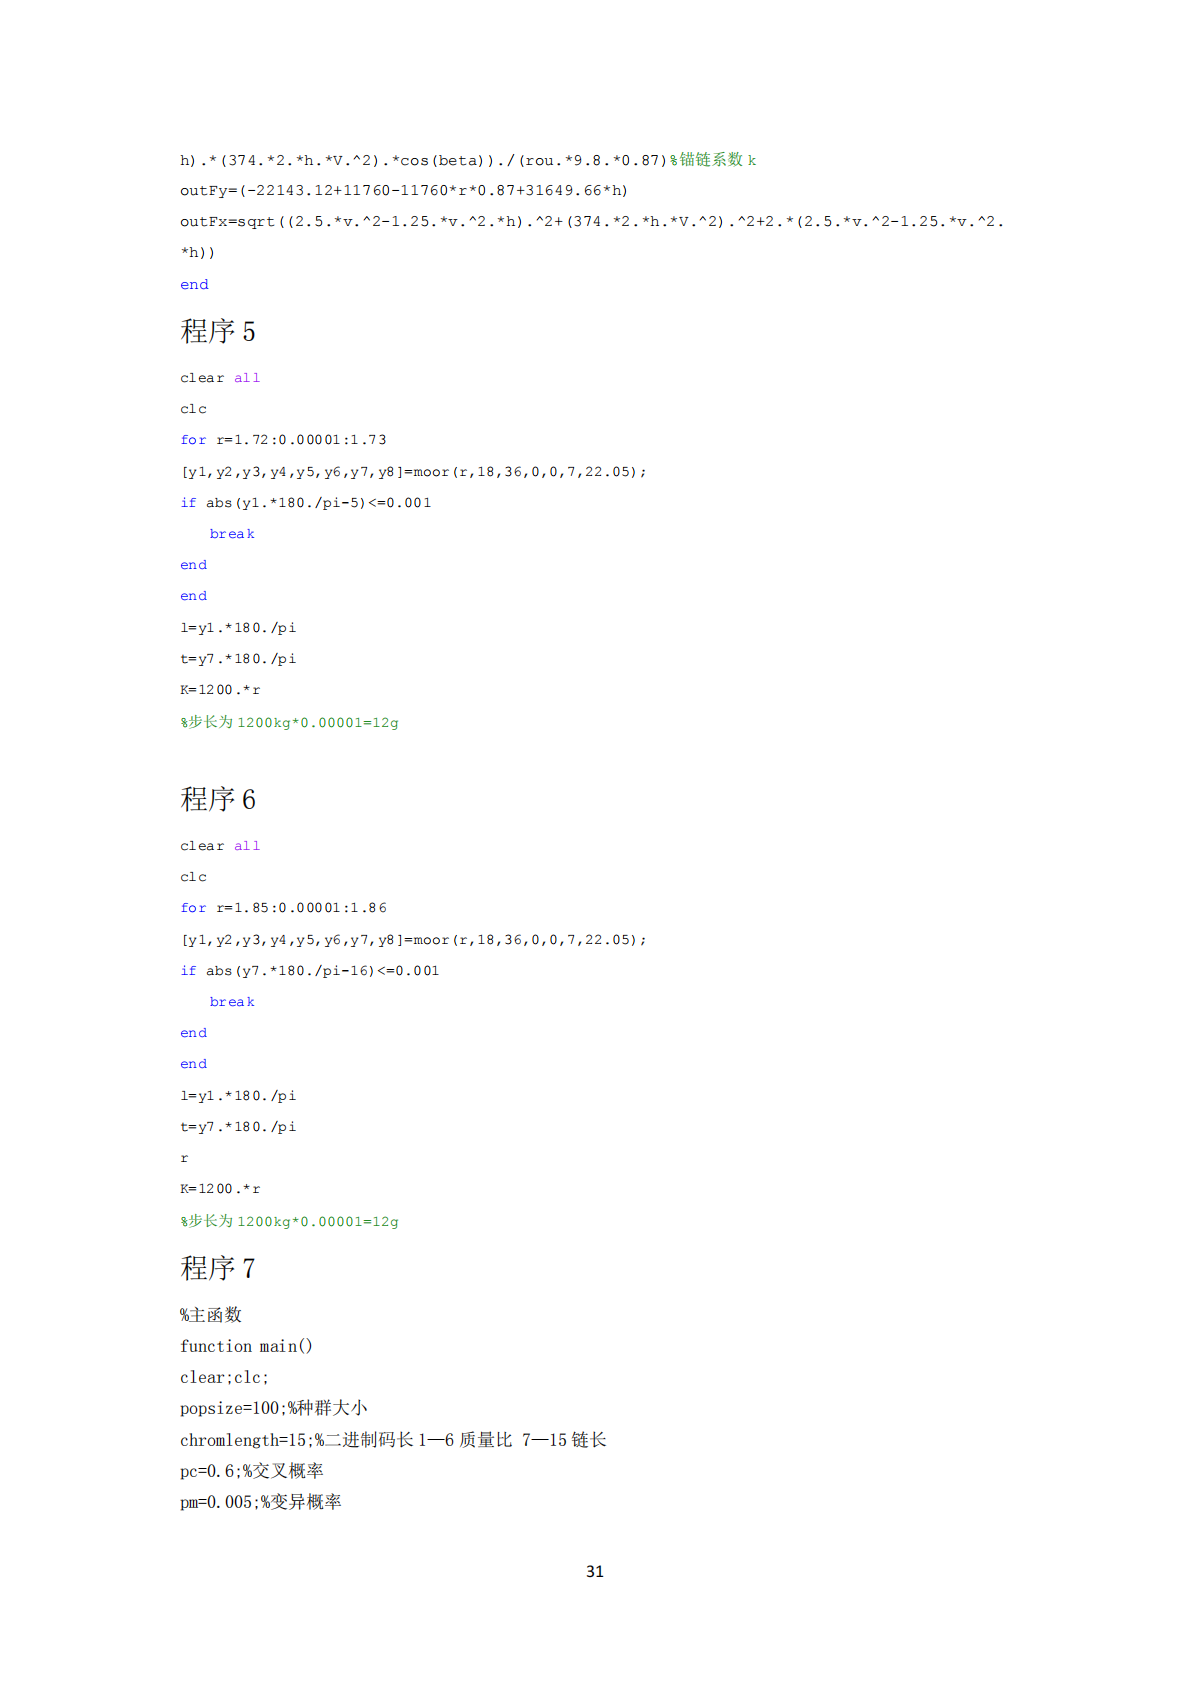 h).*(374.*2.*h.*V.^2).*cos(beta))./(rou.*9.8.*0.87)%锚链系数 k
outFy=(-22143.12+11760-11760*r*0.87+31649.66*h)
outFx=sqrt((2.5.*v.^2-1.25.*v.^2.*h).^2+(374.*2.*h.*V.^2).^2+2.*(2.5.*v.^2-1.25.*v.^2.
*h))
end
程序 5
clear all
clc
for r=1.72:0.00001:1.73
[y1,y2,y3,y4,y5,y6,y7,y8]=moor(r,18,36,0,0,7,22.05);
if abs(y1.*180./pi-5)<=0.001
break
end
end
l=y1.*180./pi
t=y7.*180./pi
K=1200.*r
%步长为 1200kg*0.00001=12g
程序 6
clear all
clc
for r=1.85:0.00001:1.86
[y1,y2,y3,y4,y5,y6,y7,y8]=moor(r,18,36,0,0,7,22.05);
if abs(y7.*180./pi-16)<=0.001
break
end
end
l=y1.*180./pi
t=y7.*180./pi
r
K=1200.*r
%步长为 1200kg*0.00001=12g
程序 7
%主函数
function main()
clear;clc;
popsize=100;%种群大小
chromlength=15;%二进制码长 1—6 质量比 7—15 链长
pc=0.6;%交叉概率
pm=0.005;%变异概率
31